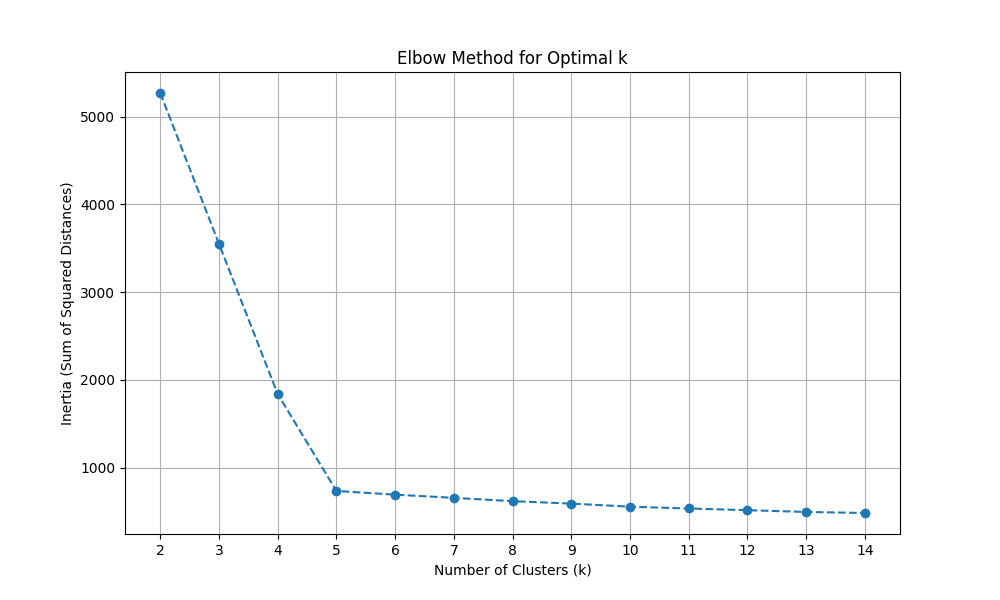 Elbow Method for Optimal k
Inertia (Sum of Squared Distances)
5000
4000
3000
2000
1000
2 3 4 5 6 7 8 9 10 11 12 13 14
Number of Clusters (k)